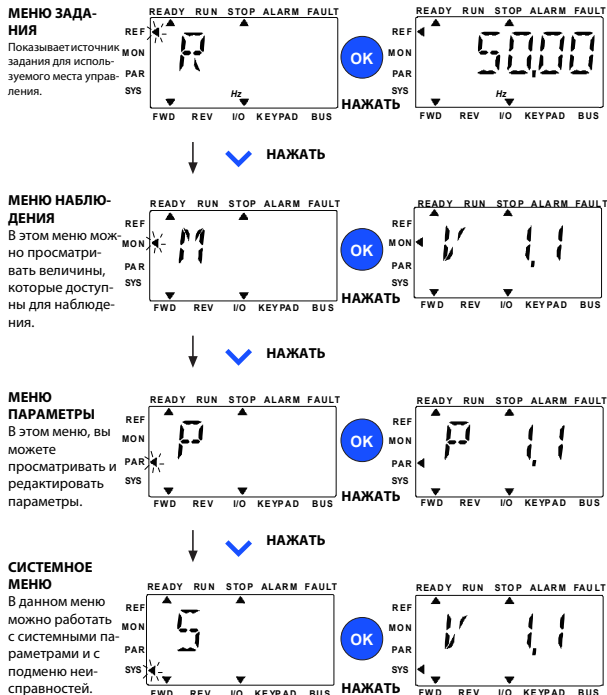 МЕНЮ ЗАДА-
НИЯ
Показываетисточник
задания для исполь-
зуемого места управ-
ления.
READY RUN STOP ALARM FAULT
REF
MON
PAR
SYS
R
Hz
FWD REV I/O KEYPAD BUS
OK
НАЖАТЬ
READY RUN STOP ALARM FAULT
REF
MON
PAR
SYS
50,00
Hz
FWD REV I/O KEYPAD BUS
НАЖАТЬ
МЕНЮ НАБЛЮ-
ДЕНИЯ
В этом меню мож-
но просматри-
вать величины,
которые доступ-
ны для наблюде-
ния.
READY RUN STOP ALARM FAULT
REF
MON
PAR
SYS
M
FWD REV I/O KEYPAD BUS
OK
НАЖАТЬ
READY RUN STOP ALARM FAULT
REF
MON
PAR
SYS
V 1,1
FWD REV I/O KEYPAD BUS
НАЖАТЬ
МЕНЮ
ПАРАМЕТРЫ
В этом меню, вы
можете
просматривать и
редактировать
параметры.
READY RUN STOP ALARM FAULT
REF
MON
PAR
SYS
P
FWD REV I/O KEYPAD BUS
OK
НАЖАТЬ
READY RUN STOP ALARM FAULT
REF
MON
PAR
SYS
P 1,1
FWD REV I/O KEYPAD BUS
НАЖАТЬ
СИСТЕМНОЕ
МЕНЮ
В данном меню
можно работать
с системными па-
раметрами и с
подменю неи-
справностей.
READY RUN STOP ALARM FAULT
REF
MON
PAR
SYS
S
FWD REV I/O KEYPAD BUS
OK
НАЖАТЬ
READY RUN STOP ALARM FAULT
REF
MON
PAR
SYS
V 1,1
FWD REV I/O KEYPAD BUS